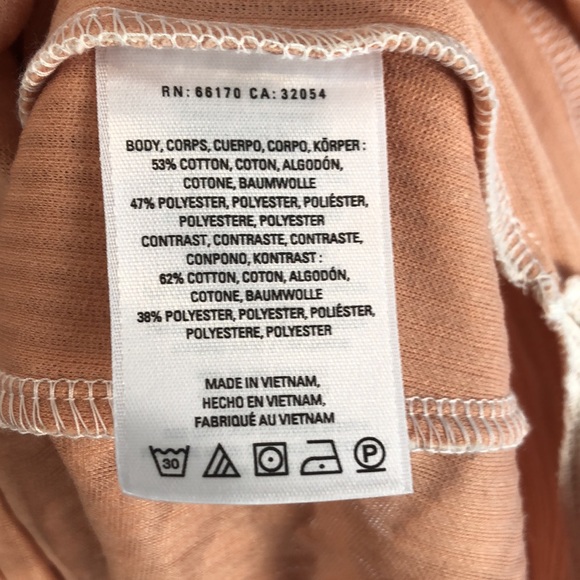 RN: 66170 CA: 32054
BODY, CORPS, CUERPO, CORPO, KÖRPER :
53% COTTON, COTON, ALGODÓN,
COTONE, BAUMWOLLE
47% POLYESTER, POLYESTER, POLIÉSTER,
POLYESTERE, POLYESTER
CONTRAST, CONTRASTE, CONTRASTE,
CONPONO, KONTRAST :
62% COTTON, COTON, ALGODÓN,
COTONE, BAUMWOLLE
38% POLYESTER, POLYESTER, POLIÉSTER,
POLYESTERE, POLYESTER
MADE IN VIETNAM,
HECHO EN VIETNAM,
FABRIQUÉ AU VIETNAM
30 P